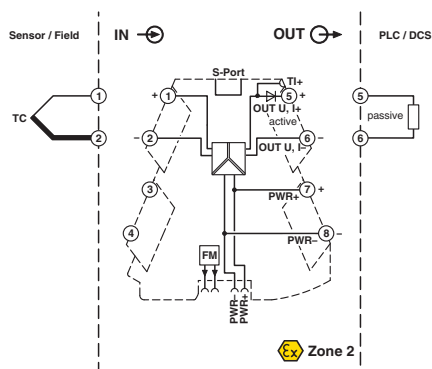 Sensor / Field
IN
OUT
PLC / DCS
S-Port
TI+
1
+
1
5
+
5
OUT U, I+
active
TC
passive
2
–
2
6
–
6
OUT U, I–
3
7
+
PWR+
4
8
–
PWR–
FM
PWR–
PWR+
Ex
Zone 2